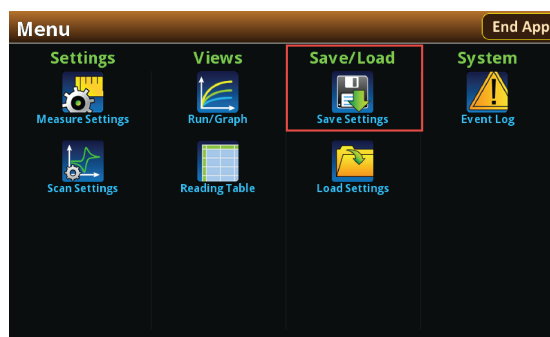 Menu
End App
Settings
Views
Save/Load
System
Measure Settings
Run/Graph
Save Settings
Event Log
Scan Settings
Reading Table
Load Settings